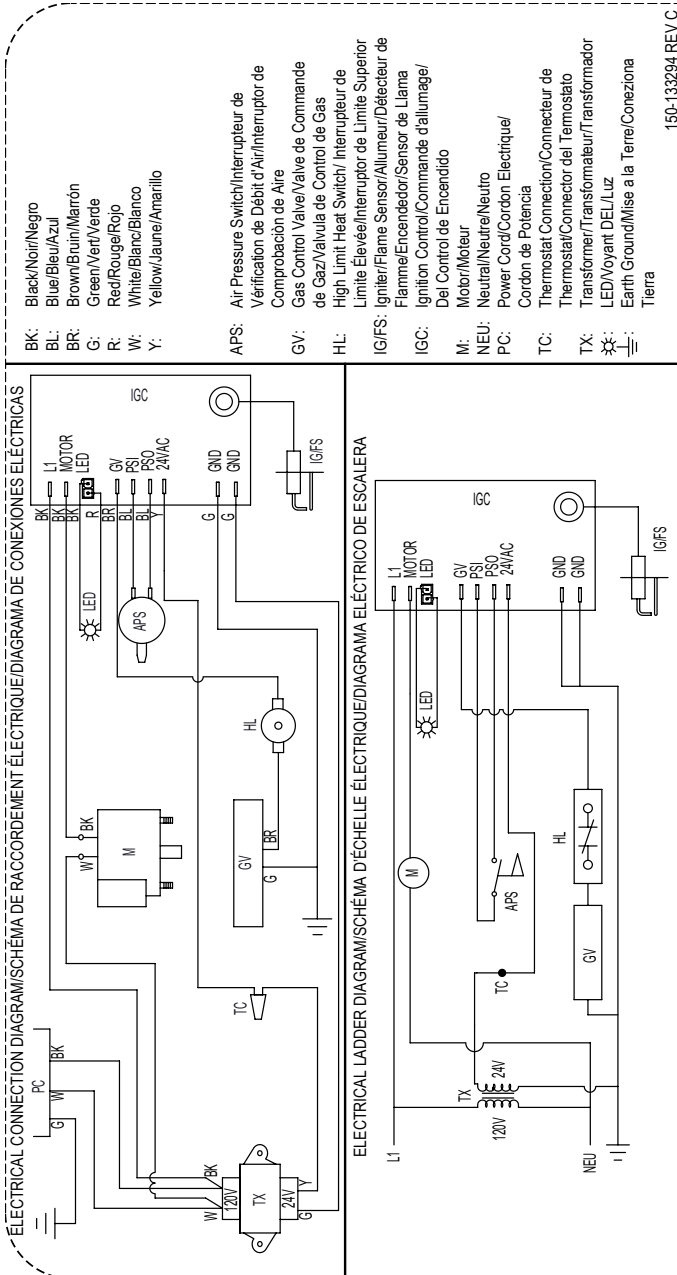 ELECTRICAL CONNECTION DIAGRAM/SCHÉMA DE RACCORDEMENT ÉLECTRIQUE/DIAGRAMA DE CONEXIONES ELÉCTRICAS
PC
G
W
BK
W
BK
120V
TX
24V
G
Y
W
BK
M
TC
GV
G
BR
HL
APS
LED
BK
BK
BK
R
BR
BL
BL
Y
G
G
L1
MOTOR
LED
GV
PSI
PSO
24VAC
GND
GND
IGC
IG/FS
ELECTRICAL LADDER DIAGRAM/SCHÉMA D'ÉCHELLE ÉLECTRIQUE/DIAGRAMA ELÉCTRICO DE ESCALERA
L1
NEU
120V
TX
24V
M
TC
APS
GV
HL
LED
L1
MOTOR
LED
GV
PSI
PSO
24VAC
GND
GND
IGC
IG/FS
BK: Black/Noir/Negro
BL: Blue/Bleu/Azul
BR: Brown/Bruin/Marrón
G: Green/Vert/Verde
R: Red/Rouge/Rojo
W: White/Blanc/Blanco
Y: Yellow/Jaune/Amarillo
APS: Air Pressure Switch/Interrupteur de
Vérification de Débit d'Air/Interruptor de
Comprobación de Aire
GV: Gas Control Valve/Valve de Commande
de Gaz/Valvula de Control de Gas
HL: High Limit Heat Switch/ Interrupteur de
Limite Élevée/Interruptor de Limite Superior
IG/FS: Igniter/Flame Sensor/Allumeur/Détecteur de
Flamme/Encendedor/Sensor de Llama
IGC: Ignition Control/Commande d'allumage/
Del Control de Encendido
M: Motor/Moteur
NEU: Neutral/Neutre/Neutro
PC: Power Cord/Cordon Electrique/
Cordon de Potencia
TC: Thermostat Connection/Connecteur de
Thermostat/Connector del Termostato
TX: Transformer/Transformateur/Transformador
: LED/Voyant DEL/Luz
: Earth Ground/Mise a la Terre/Coneziona
Tierra
150-133294 REV C